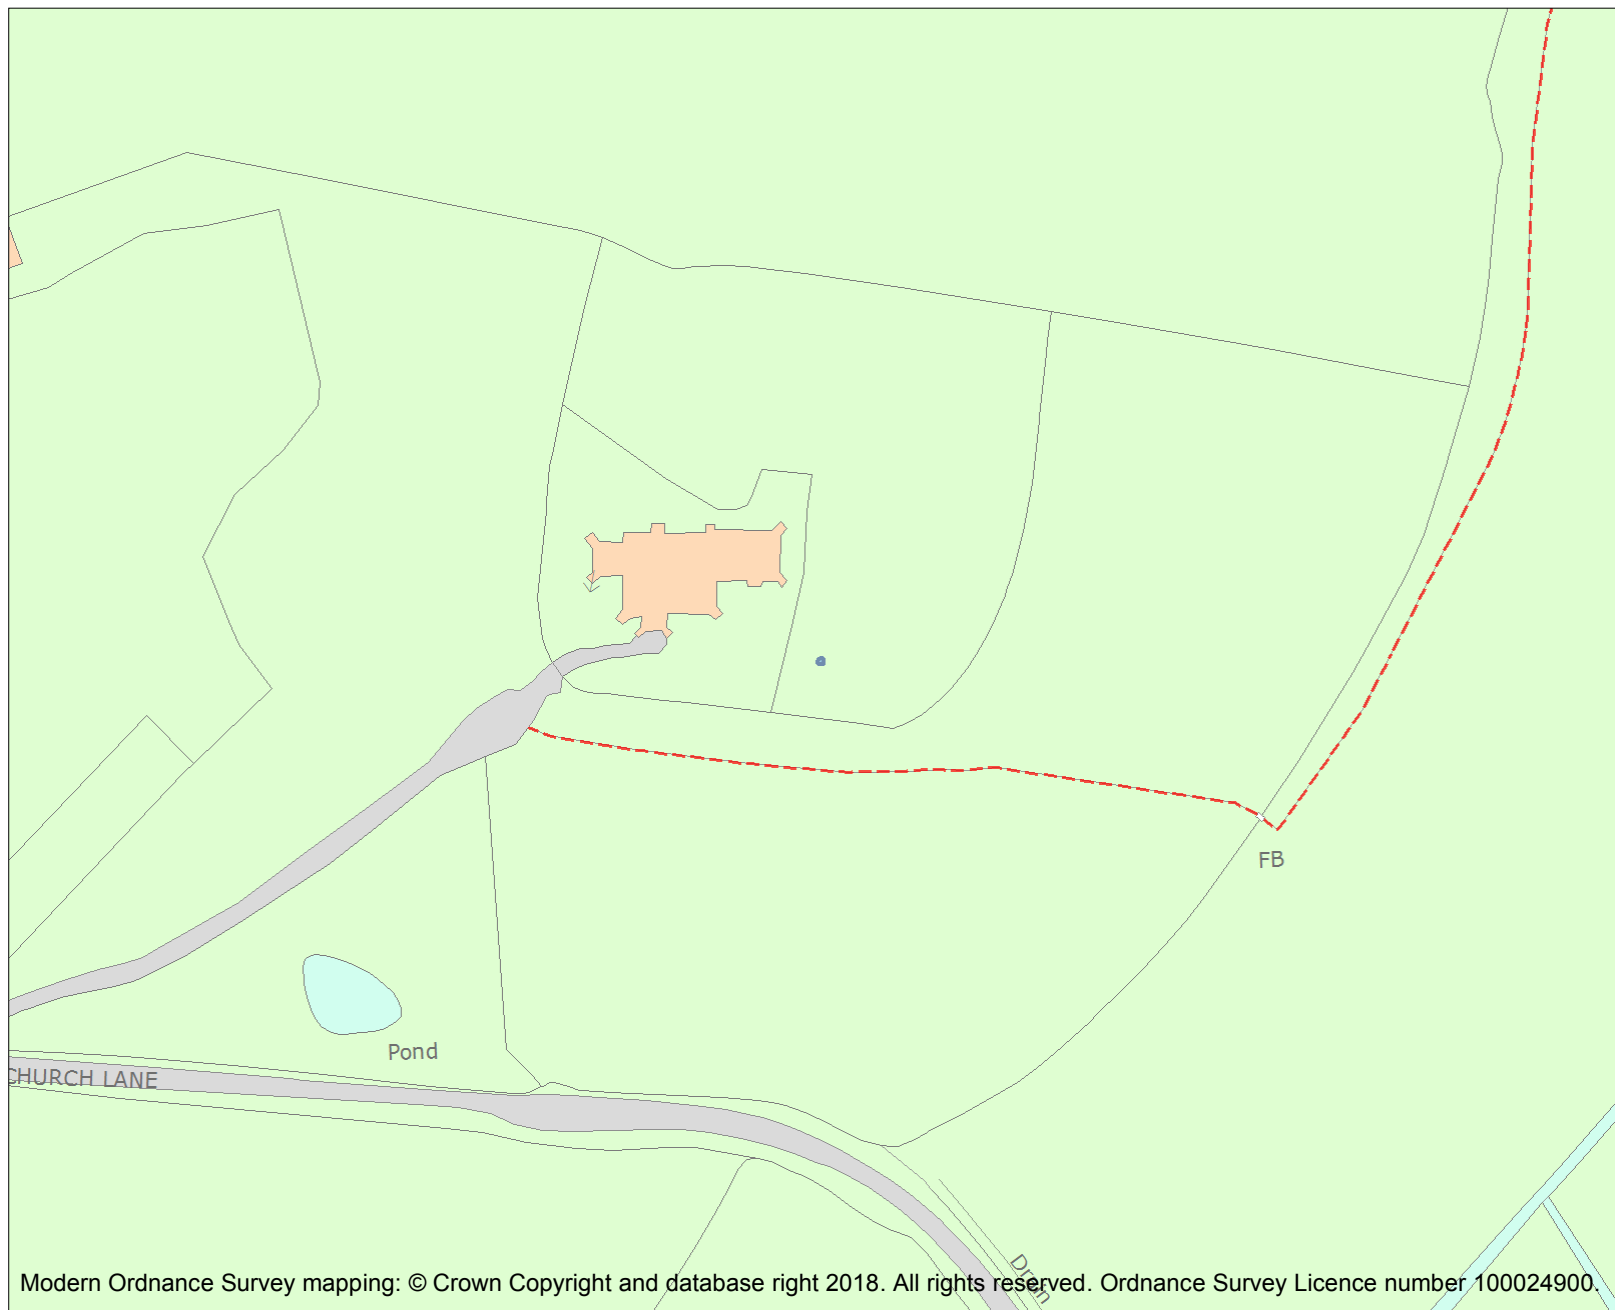 FB
Pond
CHURCH LANE
Drain
Modern Ordnance Survey mapping: © Crown Copyright and database right 2018. All rights reserved. Ordnance Survey Licence number 100024900.